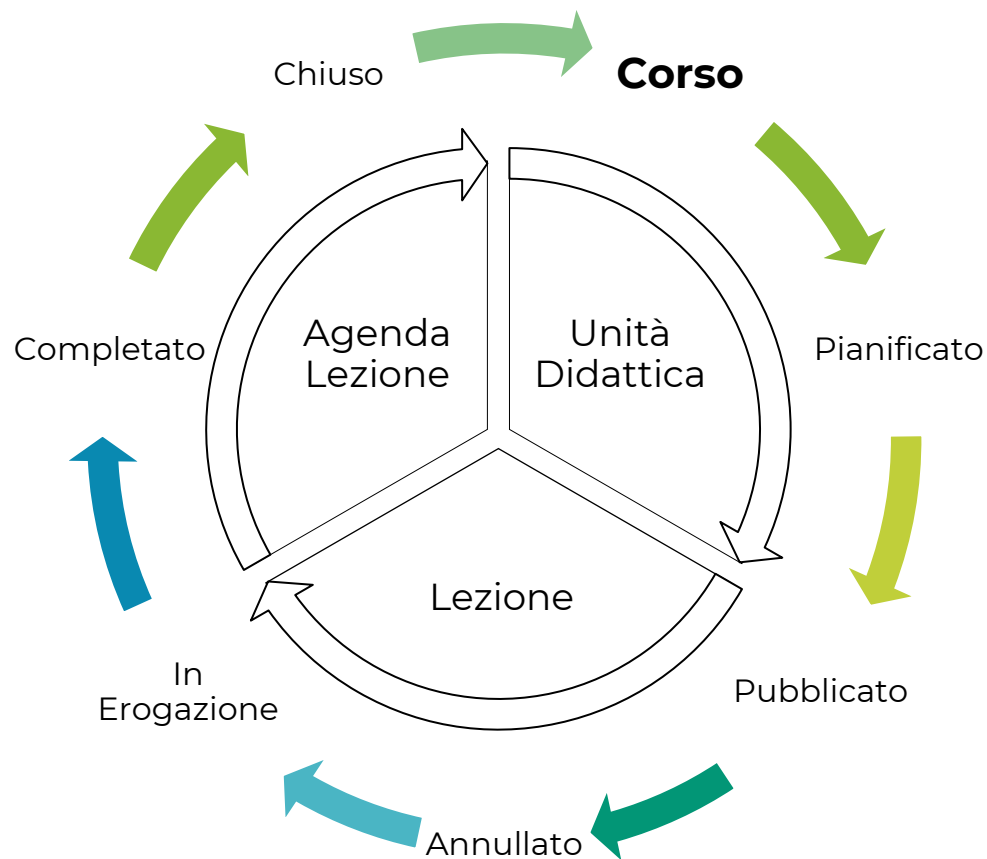 Chiuso
Corso
Agenda
Lezione
Unità
Didattica
Completato
Pianificato
Lezione
In
Erogazione
Pubblicato
Annullato